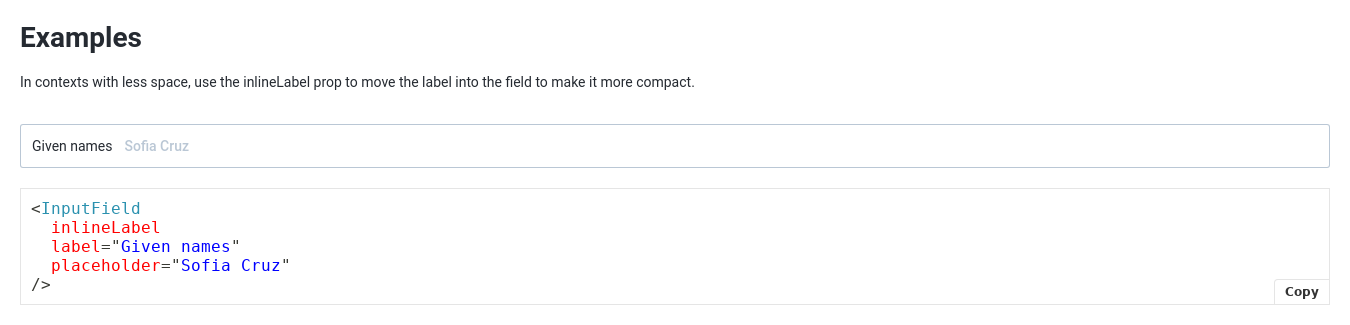 Examples
In contexts with less space, use the inlineLabel prop to move the label into the field to make it more compact.
Given names Sofia Cruz
<InputField
  inlineLabel
  label="Given names"
  placeholder="Sofia Cruz"
/>
Copy